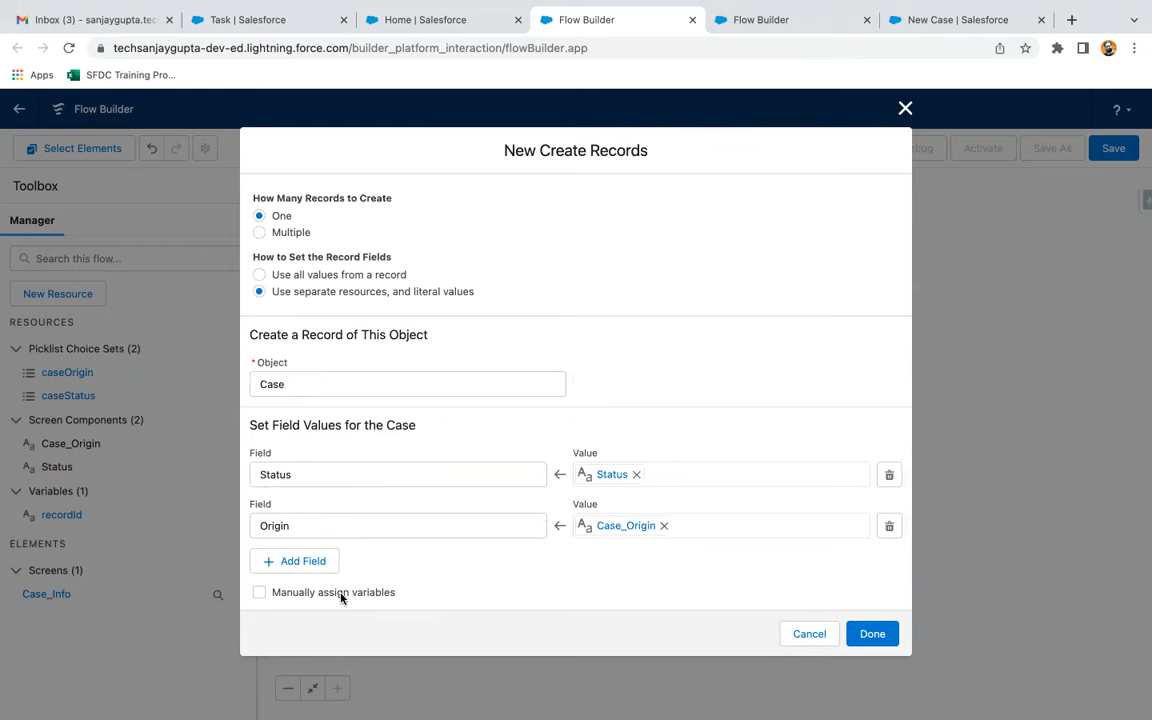 Inbox (3) - sanjaygupta.tec
Task | Salesforce
Home | Salesforce
Flow Builder
Flow Builder
New Case | Salesforce
techsanjaygupta-dev-ed.lightning.force.com/builder_platform_interaction/flowBuilder.app
Apps
SFDC Training Pro...
Flow Builder
?
Select Elements
Activate
Save As
Save
Toolbox
Manager
Search this flow...
New Resource
RESOURCES
Picklist Choice Sets (2)
caseOrigin
caseStatus
Screen Components (2)
Case_Origin
Status
Variables (1)
recordId
ELEMENTS
Screens (1)
Case_Info
New Create Records
How Many Records to Create
One
Multiple
How to Set the Record Fields
Use all values from a record
Use separate resources, and literal values
Create a Record of This Object
*Object
Case
Set Field Values for the Case
Field
Value
Status
Status
Field
Value
Origin
Case_Origin
Add Field
Manually assign variables
Cancel
Done